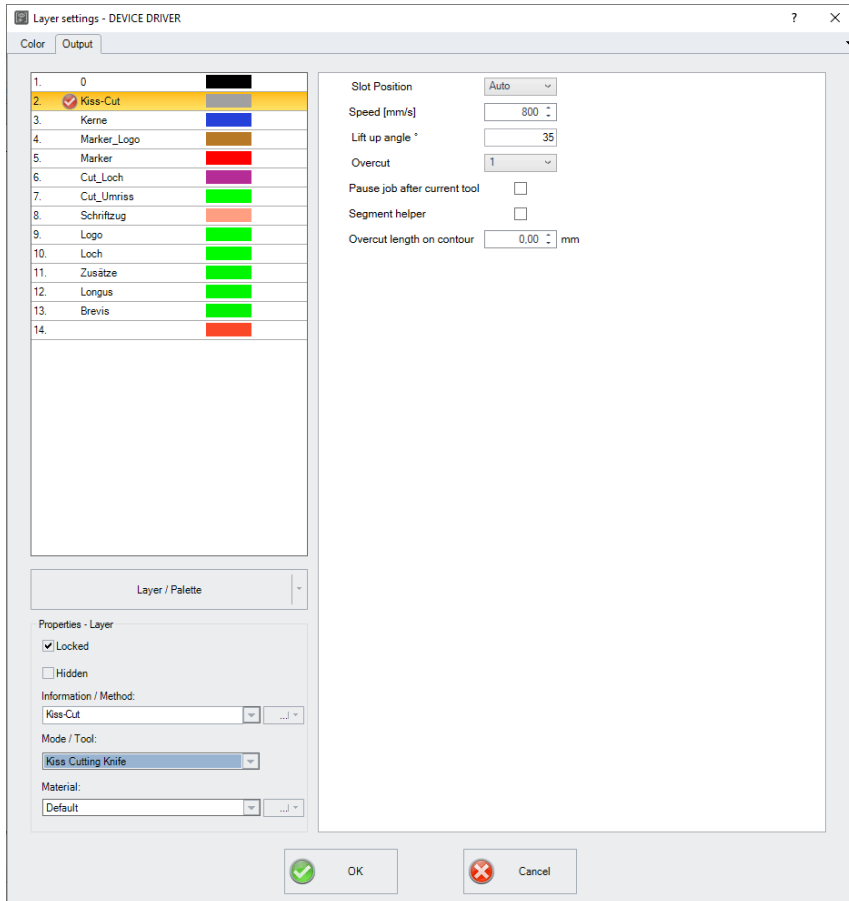 Layer settings - DEVICE DRIVER ?
Color Output
1. 0
2. Kiss-Cut
3. Kerne
4. Marker_Logo
5. Marker
6. Cut_Loch
7. Cut_Umriss
8. Schriftzug
9. Logo
10. Loch
11. Zusätze
12. Longus
13. Brevis
14.
Layer / Palette
Properties - Layer
Locked
Hidden
Information / Method:
Kiss-Cut ...
Mode / Tool:
Kiss Cutting Knife
Material:
Default ...
Slot Position Auto
Speed [mm/s] 800
Lift up angle ° 35
Overcut 1
Pause job after current tool
Segment helper
Overcut length on contour 0,00 mm
OK Cancel